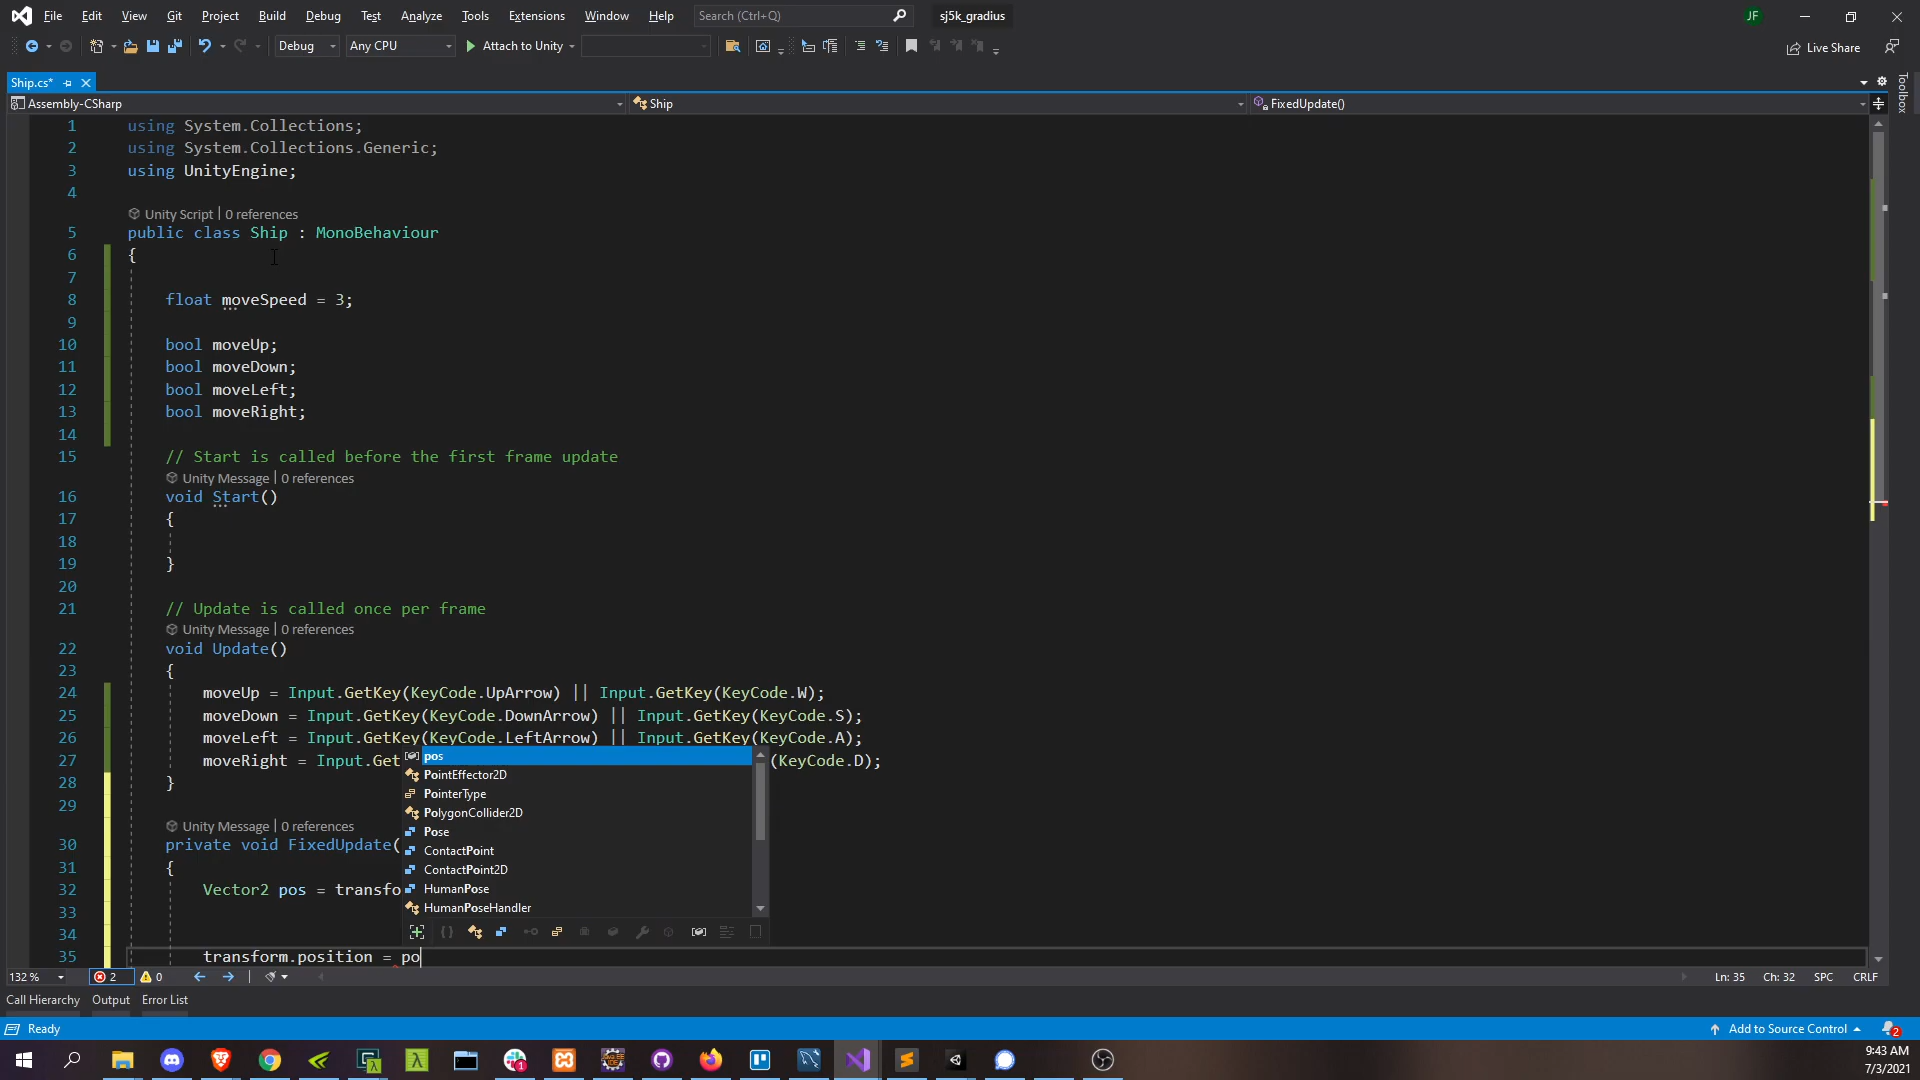 File Edit View Git Project Build Debug Test Analyze Tools Extensions Window Help Search (Ctrl+Q) sj5k_gradius JF
Debug Any CPU Attach to Unity Live Share
Ship.cs*
Toolbox
Assembly-CSharp Ship FixedUpdate()
1 using System.Collections;
2 using System.Collections.Generic;
3 using UnityEngine;
4
Unity Script | 0 references
5 public class Ship : MonoBehaviour
6 {
7
8 float moveSpeed = 3;
9
10 bool moveUp;
11 bool moveDown;
12 bool moveLeft;
13 bool moveRight;
14
15 // Start is called before the first frame update
Unity Message | 0 references
16 void Start()
17 {
18
19 }
20
21 // Update is called once per frame
Unity Message | 0 references
22 void Update()
23 {
24 moveUp = Input.GetKey(KeyCode.UpArrow) || Input.GetKey(KeyCode.W);
25 moveDown = Input.GetKey(KeyCode.DownArrow) || Input.GetKey(KeyCode.S);
26 moveLeft = Input.GetKey(KeyCode.LeftArrow) || Input.GetKey(KeyCode.A);
27 moveRight = Input.Get (KeyCode.D);
28 }
29
Unity Message | 0 references
30 private void FixedUpdate(
31 {
32 Vector2 pos = transfo
33
34
35 transform.position = po
pos
PointEffector2D
PointerType
PolygonCollider2D
Pose
ContactPoint
ContactPoint2D
HumanPose
HumanPoseHandler
132 % 2 0 Ln: 35 Ch: 32 SPC CRLF
Call Hierarchy Output Error List
Ready Add to Source Control 2
9:43 AM
7/3/2021